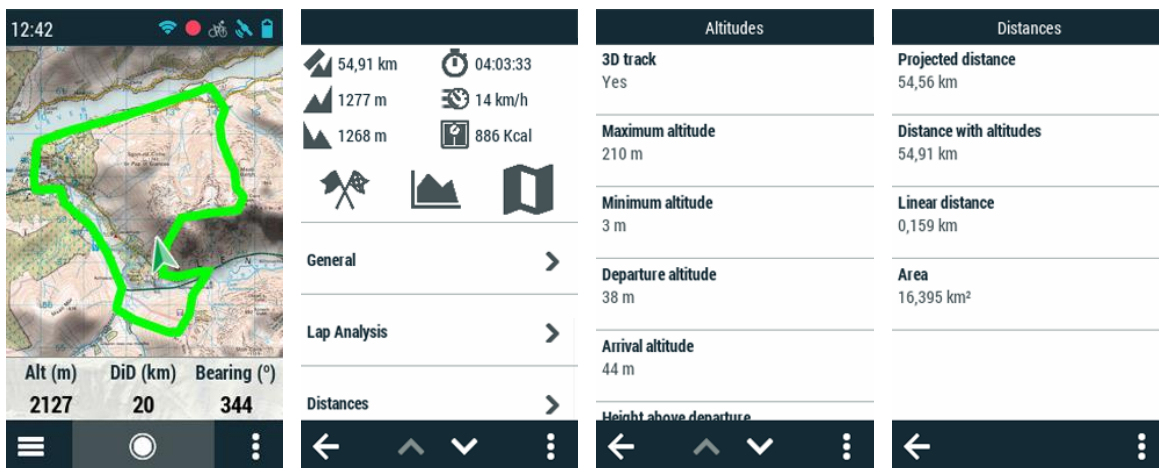 12:42
Alt (m) DiD (km) Bearing (º)
2127 20 344
54,91 km 04:03:33
1277 m 14 km/h
1268 m 886 Kcal
General
Lap Analysis
Distances
Altitudes
3D track
Yes
Maximum altitude
210 m
Minimum altitude
3 m
Departure altitude
38 m
Arrival altitude
44 m
Height above departure
Distances
Projected distance
54,56 km
Distance with altitudes
54,91 km
Linear distance
0,159 km
Area
16,395 km²